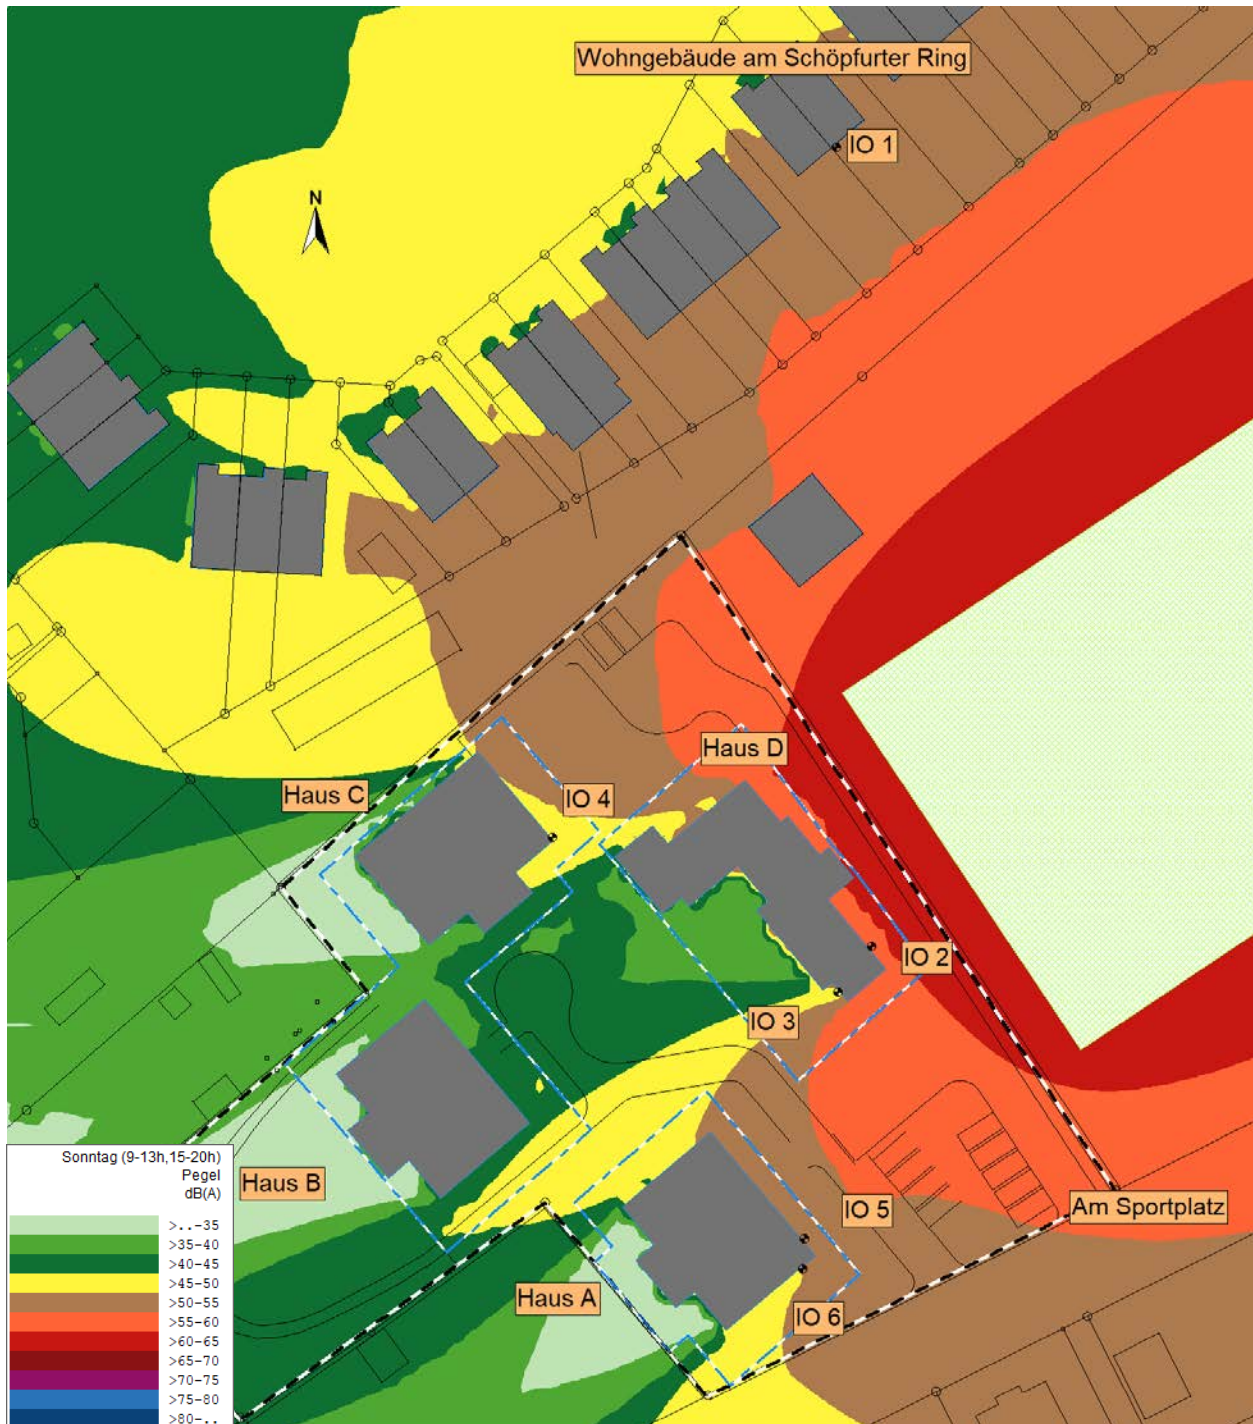 Wohngebäude am Schöpfurter Ring
IO 1
N
Haus D
Haus C
IO 4
IO 2
IO 3
Haus B
IO 5
Am Sportplatz
Haus A
IO 6
Sonntag (9-13h,15-20h)
Pegel
dB(A)
>..-35
>35-40
>40-45
>45-50
>50-55
>55-60
>60-65
>65-70
>70-75
>75-80
>80-..